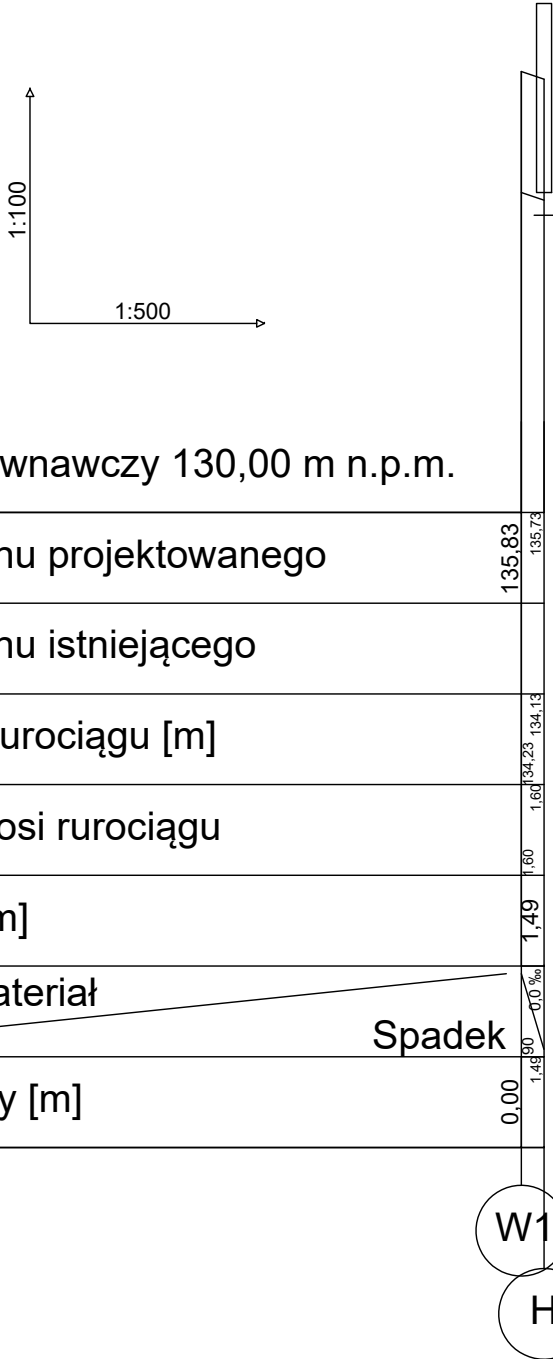 1:100
1:500
wnawczy 130,00 m n.p.m.
nu projektowanego
135,83
135,73
nu istniejącego
urociągu [m]
134,23
134,13
osi rurociągu
1,60
1,60
m]
1,49
ateriał
0,0 ‰
Spadek
90
y [m]
0,00
1,49
W1
H